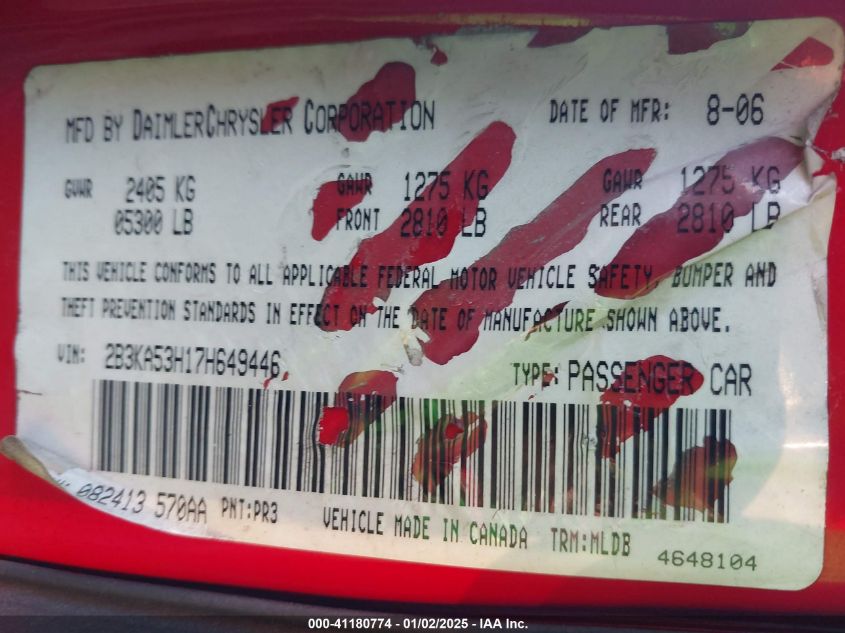 MFD BY DAIMLERCHRYSLER CORPORATION DATE OF MFR: 8-06
GVWR 2405 KG GAWR 1275 KG GAWR 1275 KG
05300 LB FRONT 2810 LB REAR 2810 LB
THIS VEHICLE CONFORMS TO ALL APPLICABLE FEDERAL MOTOR VEHICLE SAFETY, BUMPER AND
THEFT PREVENTION STANDARDS IN EFFECT ON THE DATE OF MANUFACTURE SHOWN ABOVE.
VIN: 2B3KA53H17H649446 TYPE: PASSENGER CAR
082413 570AA PNT:PR3 VEHICLE MADE IN CANADA TRM:MLDB 4648104
000-41180774 - 01/02/2025 - IAA Inc.